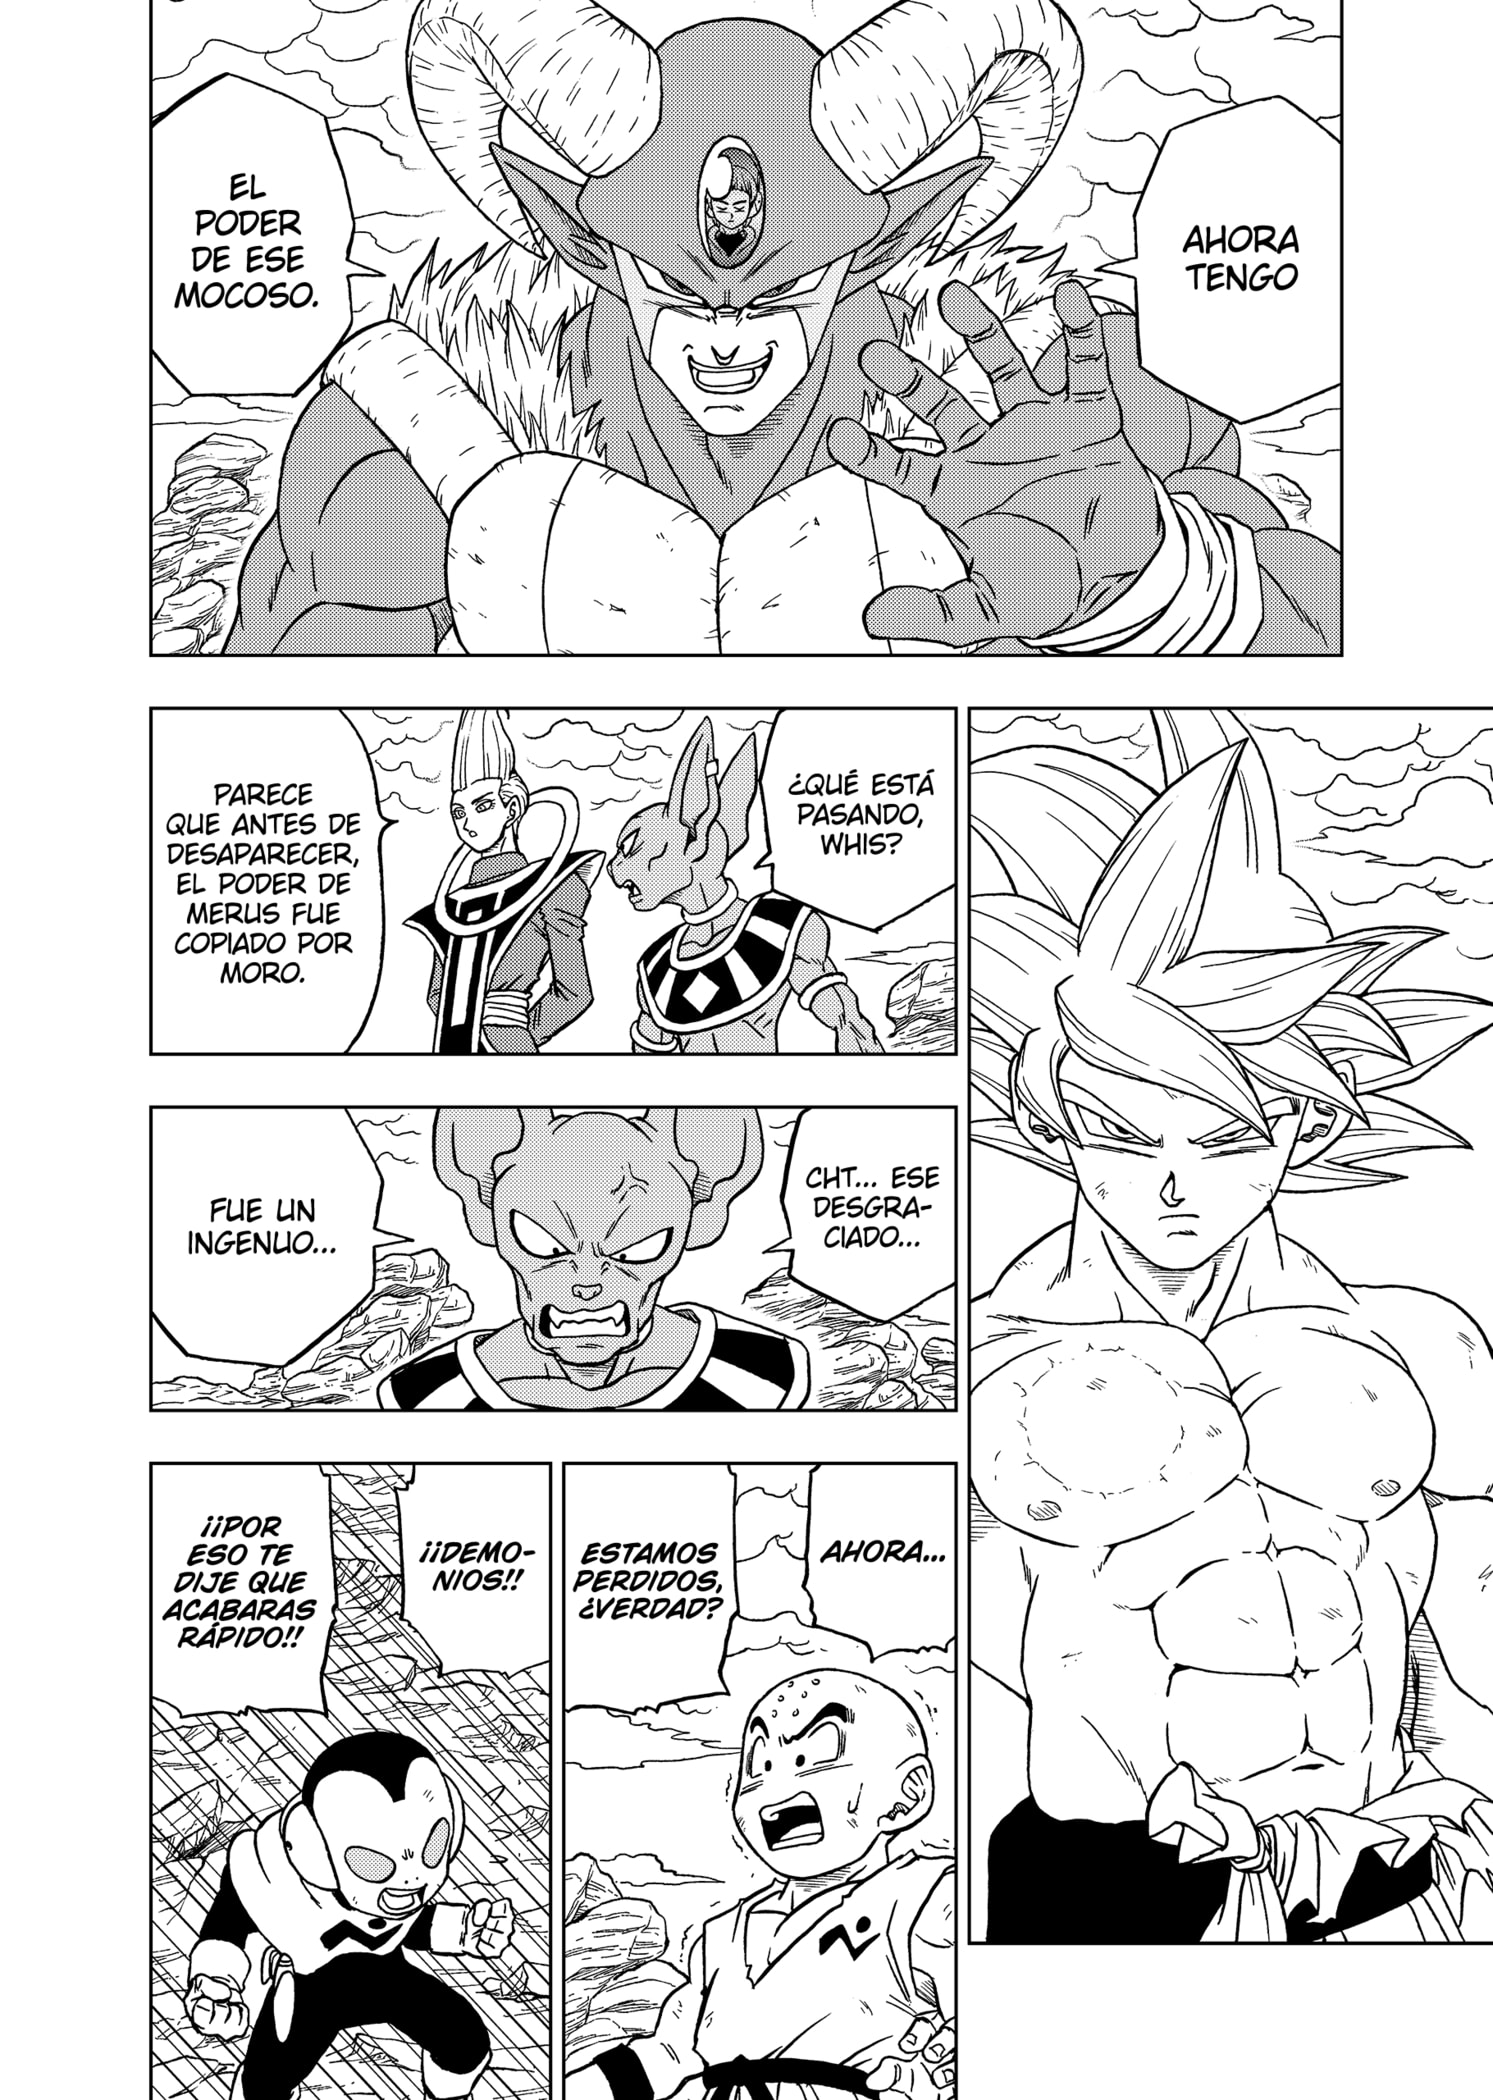 AHORA
TENGO
EL
PODER
DE ESE
MOCOSO.
¿QUÉ ESTÁ
PASANDO,
WHIS?
PARECE
QUE ANTES DE
DESAPARECER,
EL PODER DE
MERUS FUE
COPIADO POR
MORO.
CHT... ESE
DESGRA-
CIADO...
FUE UN
INGENUO...
AHORA...
ESTAMOS
PERDIDOS,
¿VERDAD?
¡¡DEMO-
NIOS!!
¡¡POR
ESO TE
DIJE QUE
ACABARAS
RÁPIDO!!